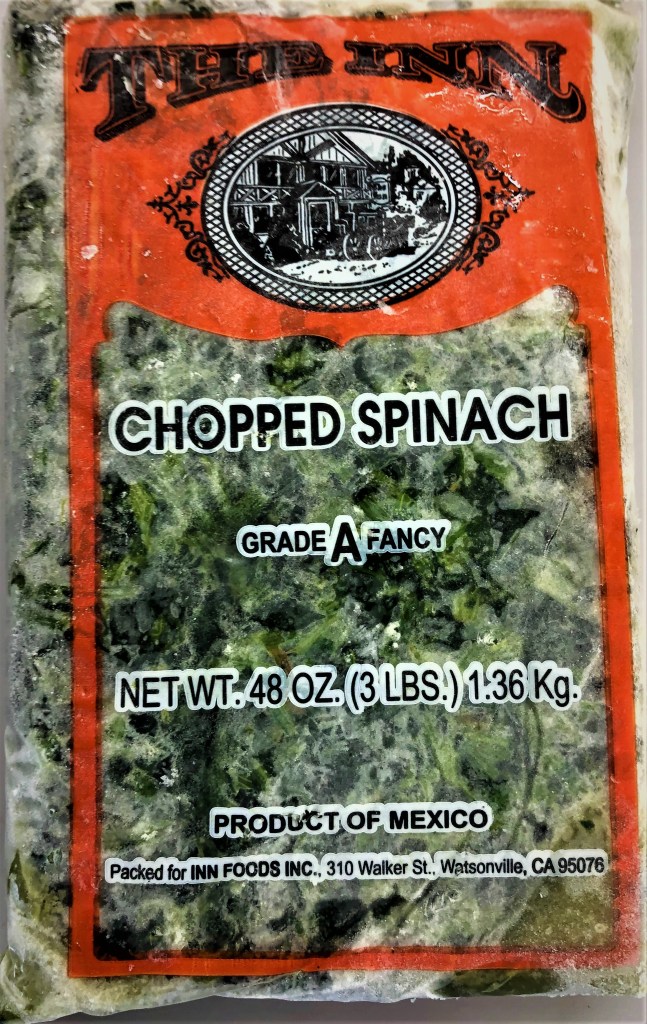 THE INN
CHOPPED SPINACH
GRADE A FANCY
NET WT. 48 OZ. (3 LBS.) 1.36 Kg.
PRODUCT OF MEXICO
Packed for INN FOODS INC., 310 Walker St., Watsonville, CA 95076